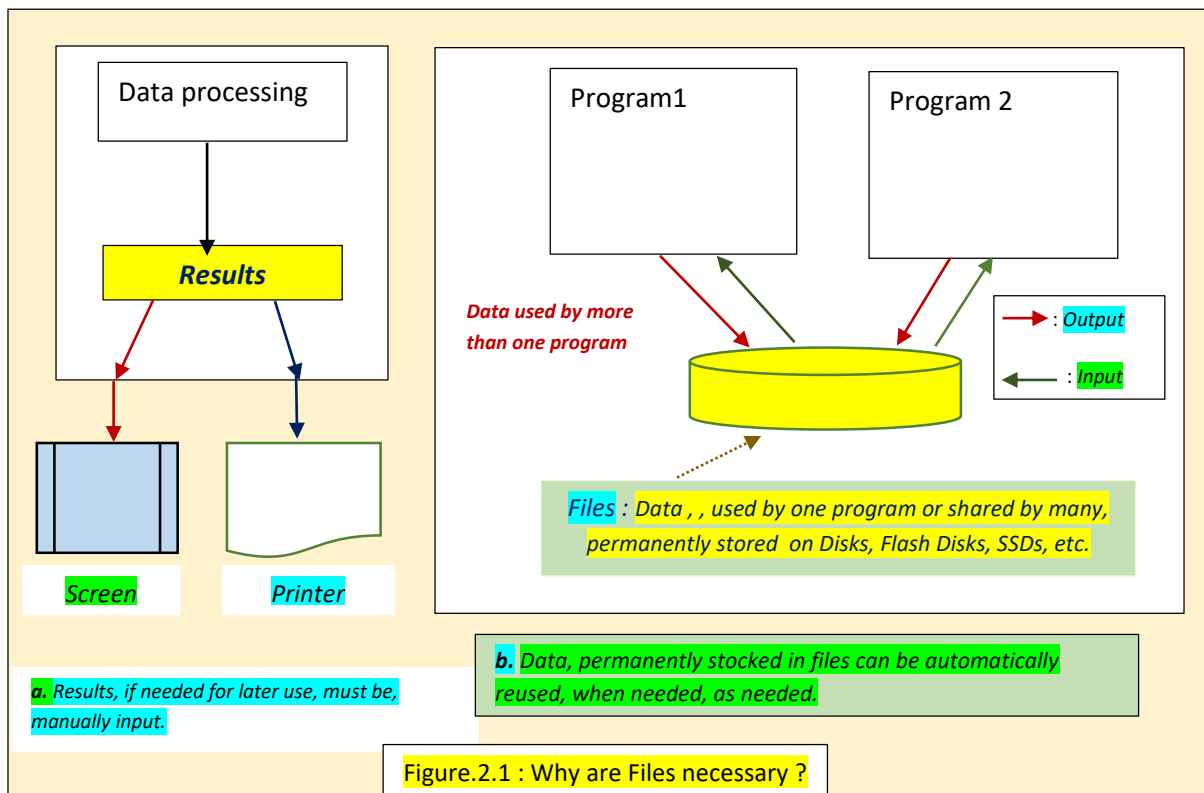 Data processing
Results
Screen
Printer
a. Results, if needed for later use, must be,
manually input.
Program1
Program 2
Data used by more
than one program
: Output
: Input
Files : Data , , used by one program or shared by many,
permanently stored on Disks, Flash Disks, SSDs, etc.
b. Data, permanently stocked in files can be automatically
reused, when needed, as needed.
Figure.2.1 : Why are Files necessary ?